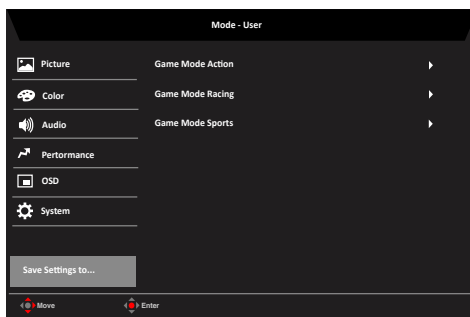 Mode - User
Picture
Game Mode Action
Color
Game Mode Racing
Audio
Game Mode Sports
Pertormance
OSD
System
Save Settings to...
Move
Enter